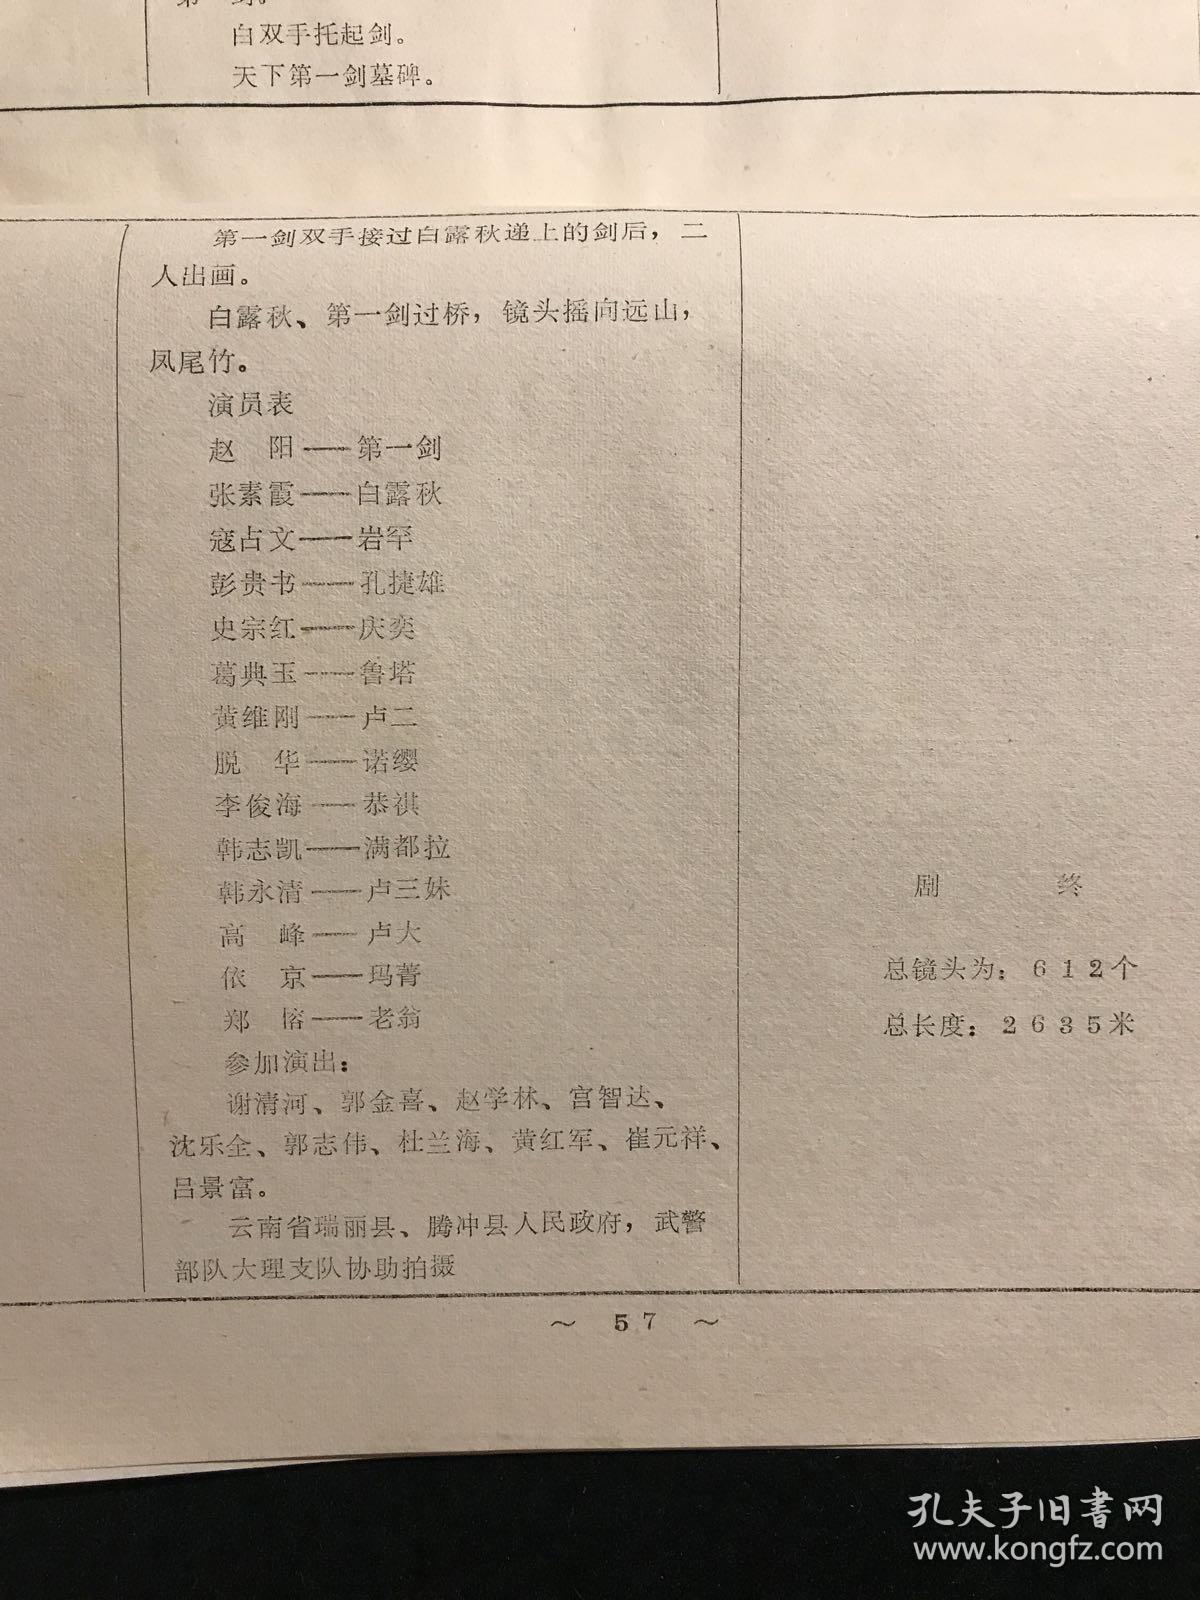 白双手托起剑。
天下第一剑墓碑。
第一剑双手接过白露秋递上的剑后，二
人出画。
白露秋、第一剑过桥，镜头摇向远山，
凤尾竹。
演员表
赵　阳——第一剑
张素霞——白露秋
寇占文——岩罕
彭贵书——孔捷雄
史宗红——庆奕
葛典玉——鲁塔
黄维刚——卢二
脱　华——诺缨
李俊海——恭祺
韩志凯——满都拉
韩永清——卢三妹
高　峰——卢大
依　京——玛菁
郑　榕——老翁
参加演出：
谢清河、郭金喜、赵学林、宫智达、
沈乐全、郭志伟、杜兰海、黄红军、崔元祥、
吕景富。
云南省瑞丽县、腾冲县人民政府，武警
部队大理支队协助拍摄
剧　终
总镜头为：612个
总长度：2635米
～ 57 ～
孔夫子旧書网
www.kongfz.com